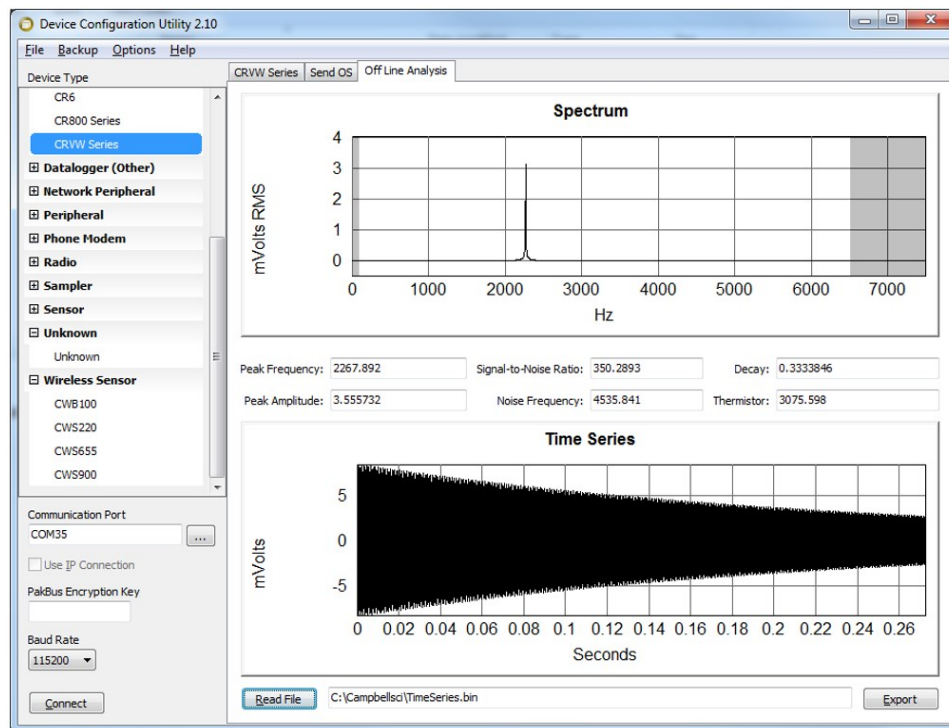 Device Configuration Utility 2.10
File Backup Options Help
Device Type
CR6
CR800 Series
CRVW Series
Datalogger (Other)
Network Peripheral
Peripheral
Phone Modem
Radio
Sampler
Sensor
Unknown
Unknown
Wireless Sensor
CWB100
CWS220
CWS655
CWS900
Communication Port
COM35
...
Use IP Connection
PakBus Encryption Key
Baud Rate
115200
Connect
CRVW Series Send OS Off Line Analysis
Spectrum
mVolts RMS
4
3
2
1
0
0 1000 2000 3000 4000 5000 6000 7000
Hz
Peak Frequency: 2267.892 Signal-to-Noise Ratio: 350.2893 Decay: 0.3333846
Peak Amplitude: 3.555732 Noise Frequency: 4535.841 Thermistor: 3075.598
Time Series
mVolts
5
0
-5
0 0.02 0.04 0.06 0.08 0.1 0.12 0.14 0.16 0.18 0.2 0.22 0.24 0.26
Seconds
Read File C:\Campbellsci\TimeSeries.bin Export